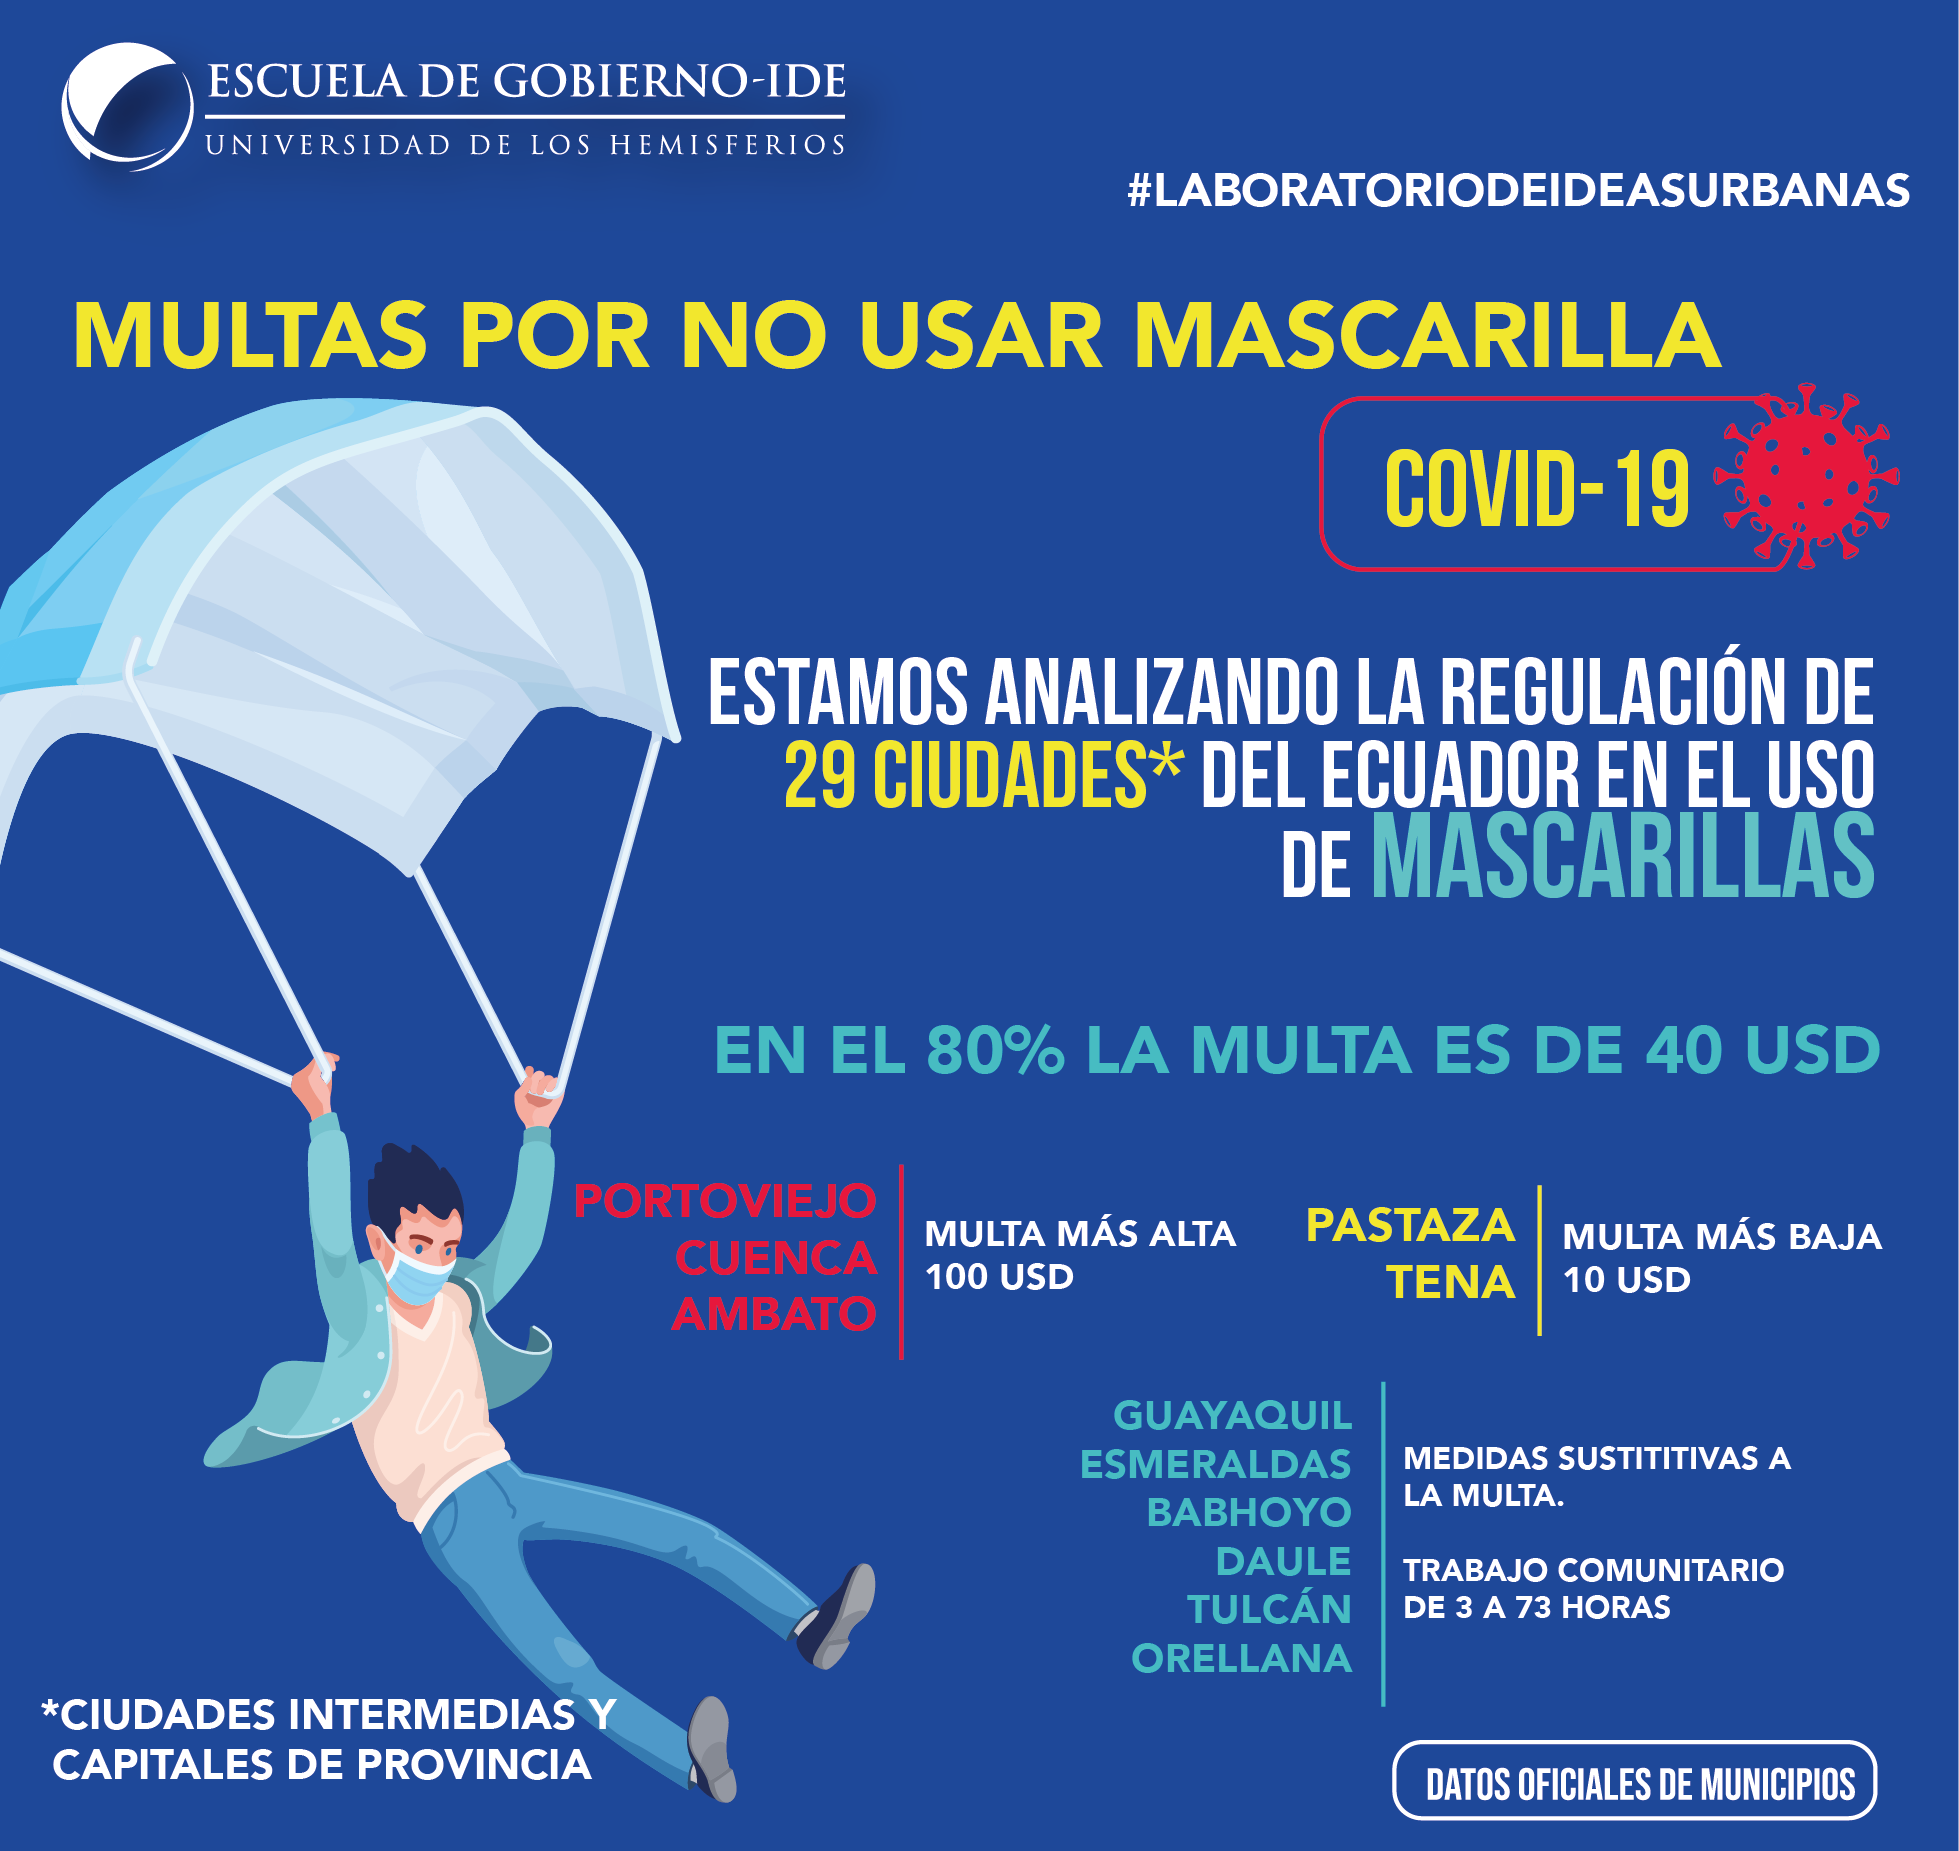 ESCUELA DE GOBIERNO-IDE
UNIVERSIDAD DE LOS HEMISFERIOS
#LABORATORIODEIDEASURBANAS
MULTAS POR NO USAR MASCARILLA
COVID-19
ESTAMOS ANALIZANDO LA REGULACIÓN DE
29 CIUDADES* DEL ECUADOR EN EL USO
DE MASCARILLAS
EN EL 80% LA MULTA ES DE 40 USD
PORTOVIEJO
CUENCA
AMBATO
MULTA MÁS ALTA
100 USD
PASTAZA
TENA
MULTA MÁS BAJA
10 USD
GUAYAQUIL
ESMERALDAS
BABHOYO
DAULE
TULCÁN
ORELLANA
MEDIDAS SUSTITITIVAS A
LA MULTA.
TRABAJO COMUNITARIO
DE 3 A 73 HORAS
*CIUDADES INTERMEDIAS Y
CAPITALES DE PROVINCIA
DATOS OFICIALES DE MUNICIPIOS